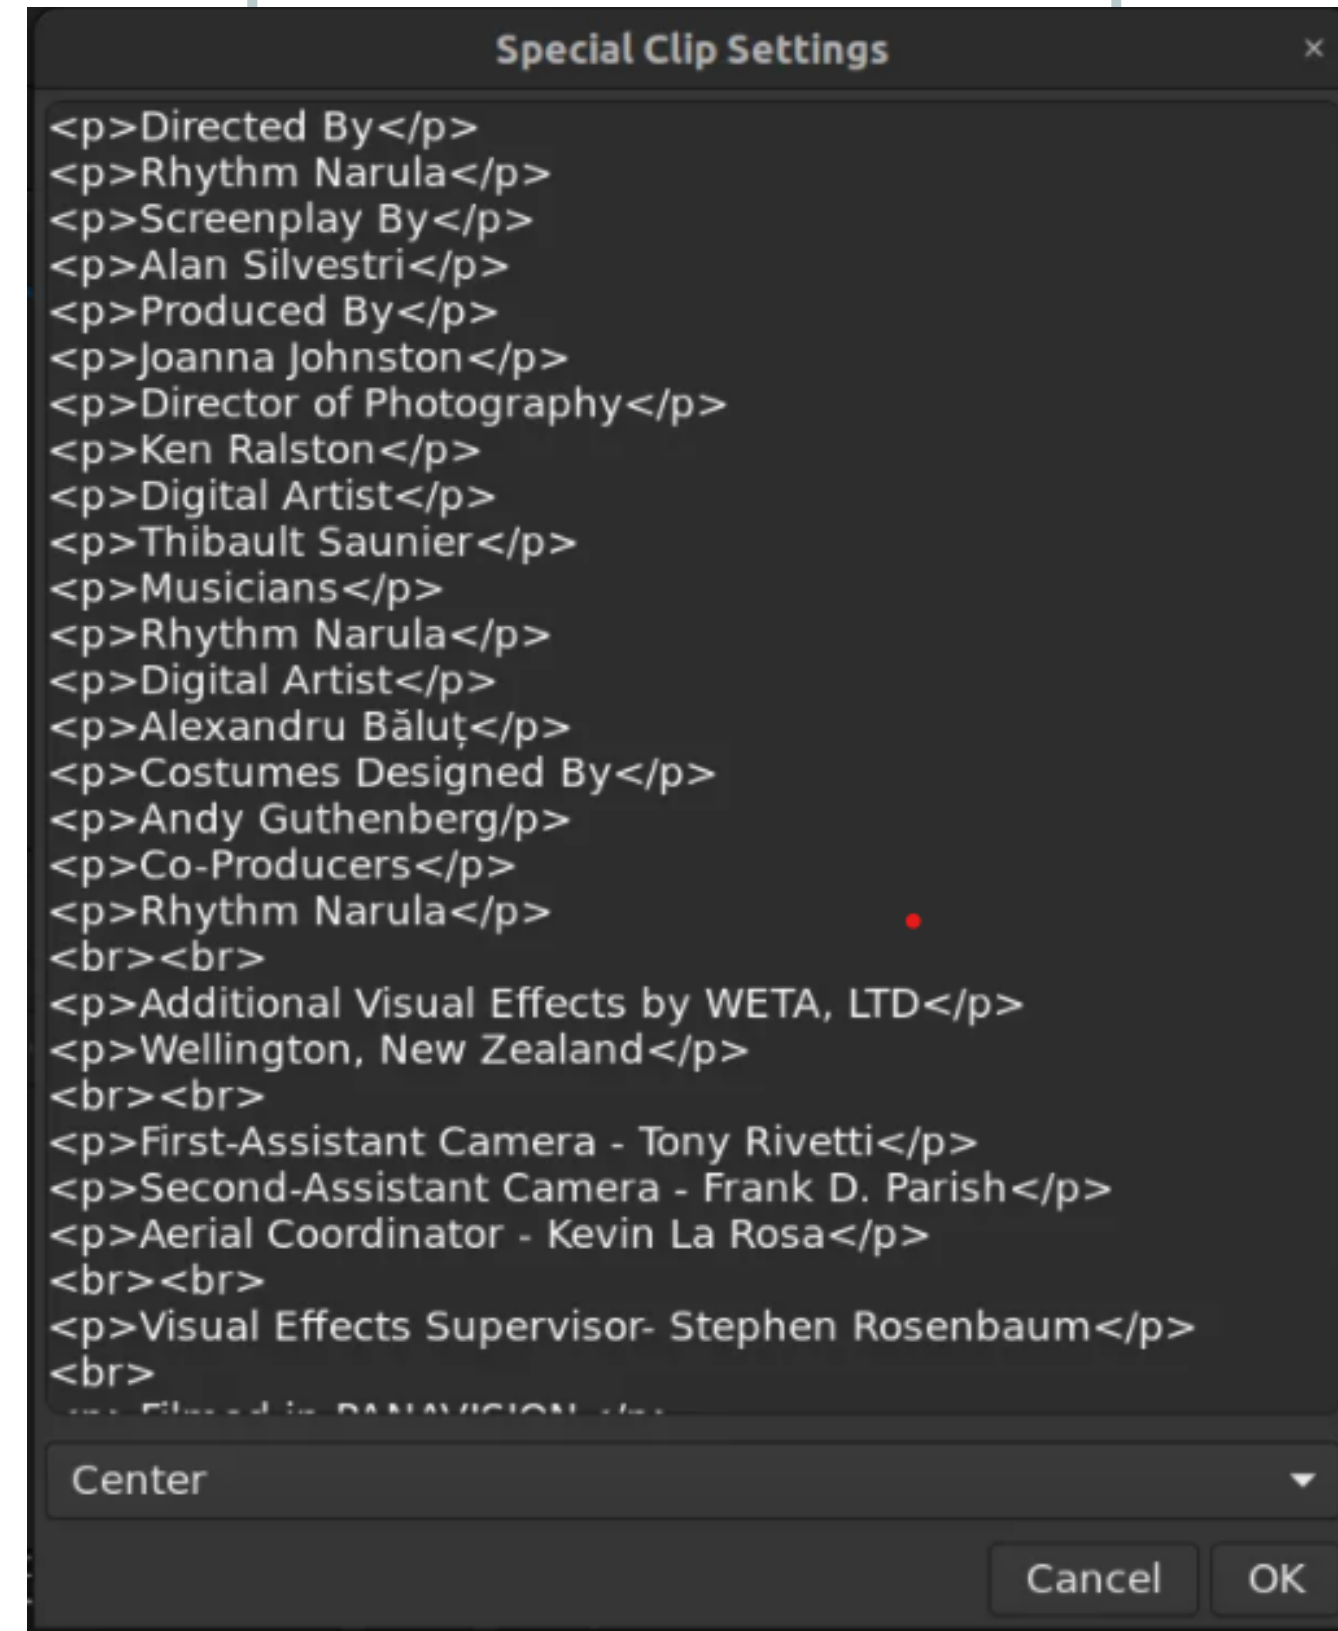 Special Clip Settings
×
<p>Directed By</p>
<p>Rhythm Narula</p>
<p>Screenplay By</p>
<p>Alan Silvestri</p>
<p>Produced By</p>
<p>Joanna Johnston</p>
<p>Director of Photography</p>
<p>Ken Ralston</p>
<p>Digital Artist</p>
<p>Thibault Saunier</p>
<p>Musicians</p>
<p>Rhythm Narula</p>
<p>Digital Artist</p>
<p>Alexandru Băluț</p>
<p>Costumes Designed By</p>
<p>Andy Guthenberg/p>
<p>Co-Producers</p>
<p>Rhythm Narula</p>
<br><br>
<p>Additional Visual Effects by WETA, LTD</p>
<p>Wellington, New Zealand</p>
<br><br>
<p>First-Assistant Camera - Tony Rivetti</p>
<p>Second-Assistant Camera - Frank D. Parish</p>
<p>Aerial Coordinator - Kevin La Rosa</p>
<br><br>
<p>Visual Effects Supervisor- Stephen Rosenbaum</p>
<br>
<p>Filmed in PANAVISION</p>
Center
Cancel OK